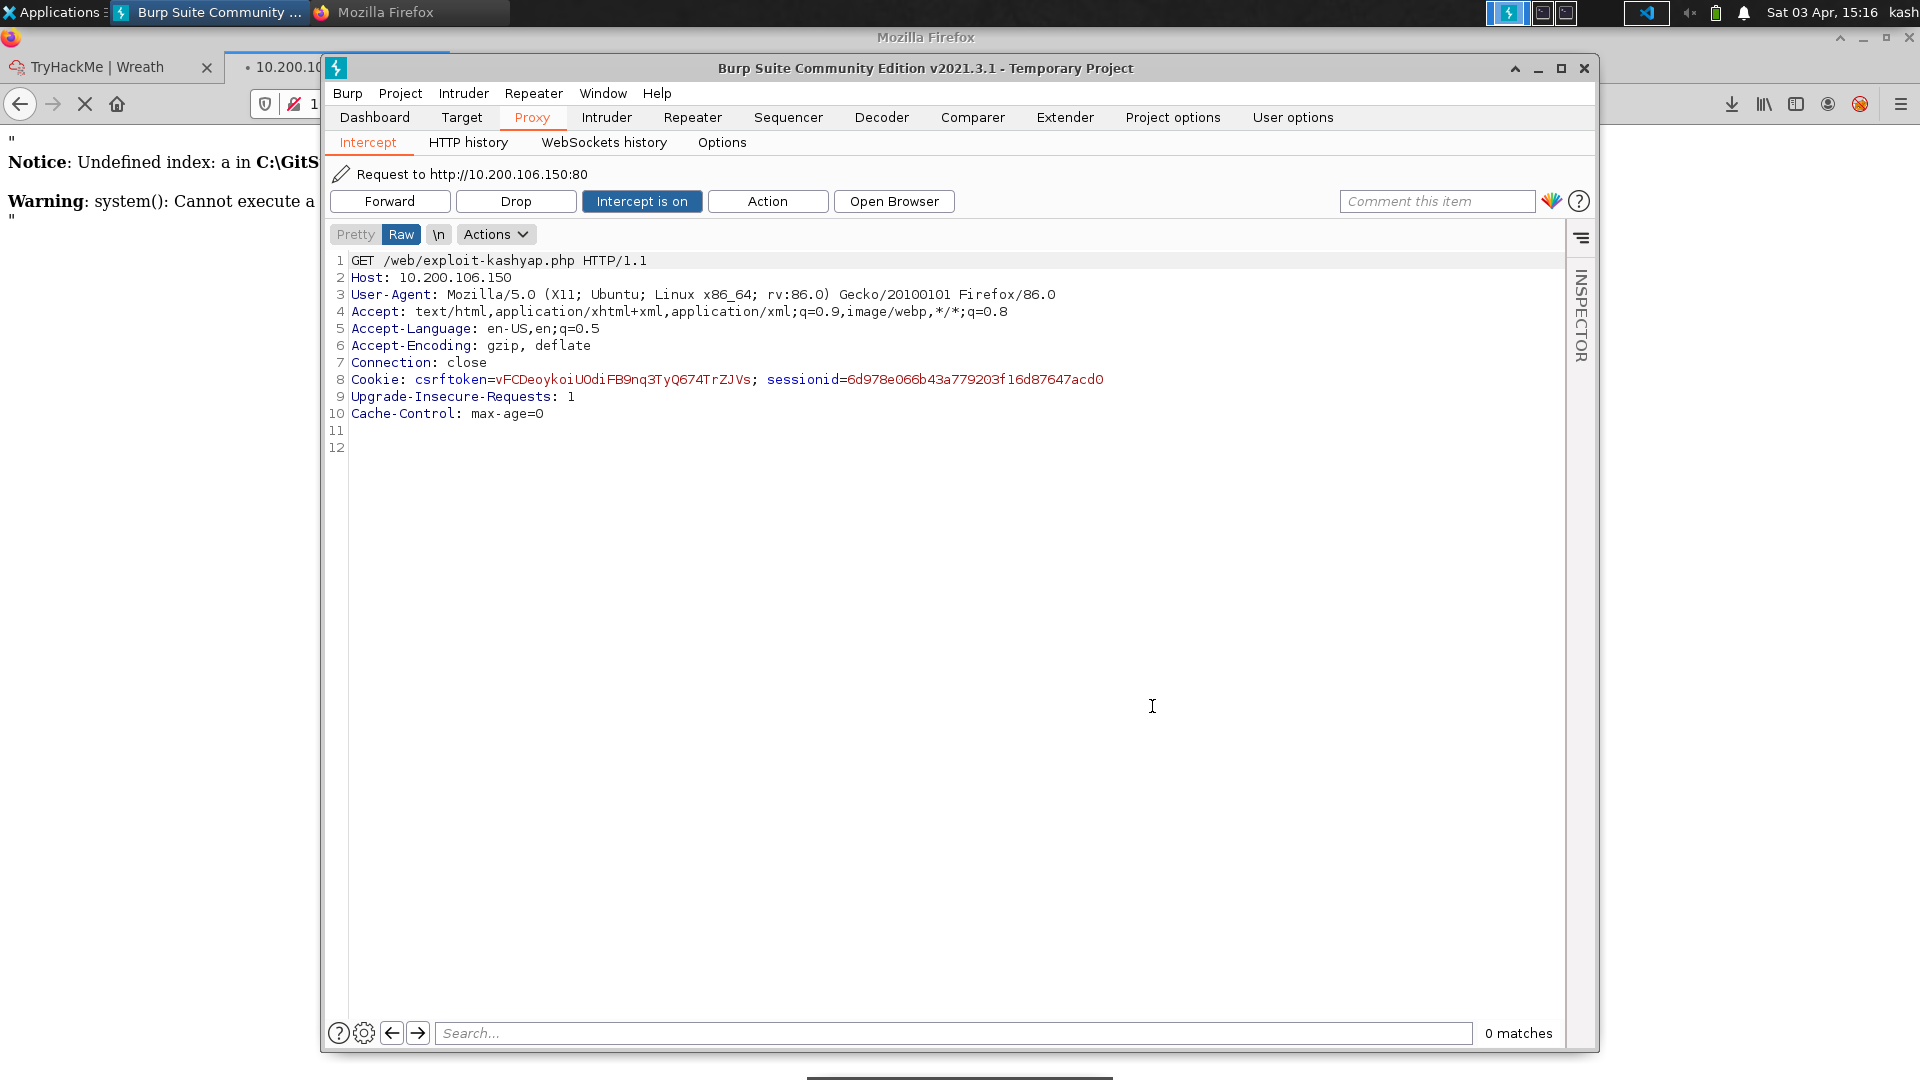 Applications
Burp Suite Community ...
Mozilla Firefox
Sat 03 Apr, 15:16
kash
Mozilla Firefox
TryHackMe | Wreath
10.200.10
Burp Suite Community Edition v2021.3.1 - Temporary Project
Burp Project Intruder Repeater Window Help
Dashboard Target Proxy Intruder Repeater Sequencer Decoder Comparer Extender Project options User options
Intercept HTTP history WebSockets history Options
Request to http://10.200.106.150:80
Forward Drop Intercept is on Action Open Browser Comment this item
Pretty Raw \n Actions
1 GET /web/exploit-kashyap.php HTTP/1.1
2 Host: 10.200.106.150
3 User-Agent: Mozilla/5.0 (X11; Ubuntu; Linux x86_64; rv:86.0) Gecko/20100101 Firefox/86.0
4 Accept: text/html,application/xhtml+xml,application/xml;q=0.9,image/webp,*/*;q=0.8
5 Accept-Language: en-US,en;q=0.5
6 Accept-Encoding: gzip, deflate
7 Connection: close
8 Cookie: csrftoken=vFCDeoykoiUOdiFB9nq3TyQ674TrZJVs; sessionid=6d978e066b43a779203f16d87647acd0
9 Upgrade-Insecure-Requests: 1
10 Cache-Control: max-age=0
11
12
INSPECTOR
"
Notice: Undefined index: a in C:\GitS
Warning: system(): Cannot execute a
"
Search...
0 matches